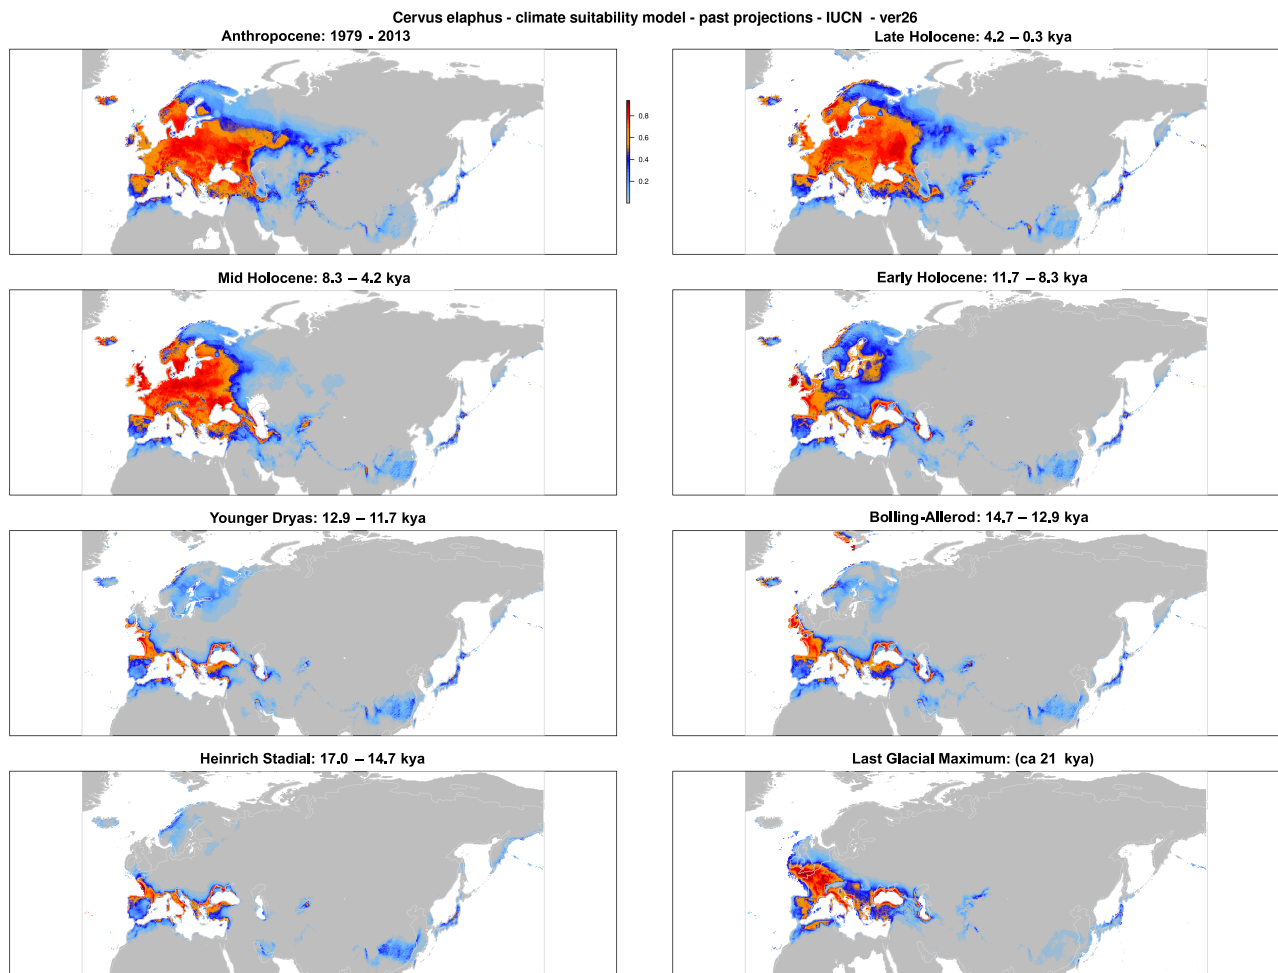 Cervus elaphus - climate suitability model - past projections - IUCN - ver26
Anthropocene: 1979 - 2013
Late Holocene: 4.2 – 0.3 kya
0.8
0.6
0.4
0.2
Mid Holocene: 8.3 – 4.2 kya
Early Holocene: 11.7 – 8.3 kya
Younger Dryas: 12.9 – 11.7 kya
Bolling-Allerod: 14.7 – 12.9 kya
Heinrich Stadial: 17.0 – 14.7 kya
Last Glacial Maximum: (ca 21 kya)